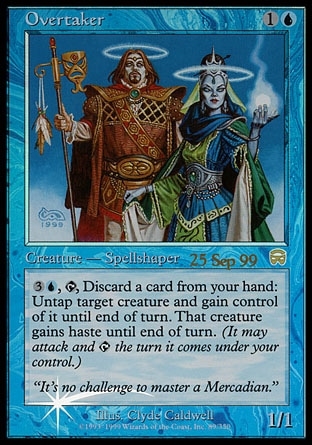 Overtaker 1
1999
Creature — Spellshaper 25 Sep 99
3, Discard a card from your hand:
Untap target creature and gain control
of it until end of turn. That creature
gains haste until end of turn. (It may
attack and the turn it comes under your
control.)
“It’s no challenge to master a Mercadian.”
Illus. Clyde Caldwell
1/1